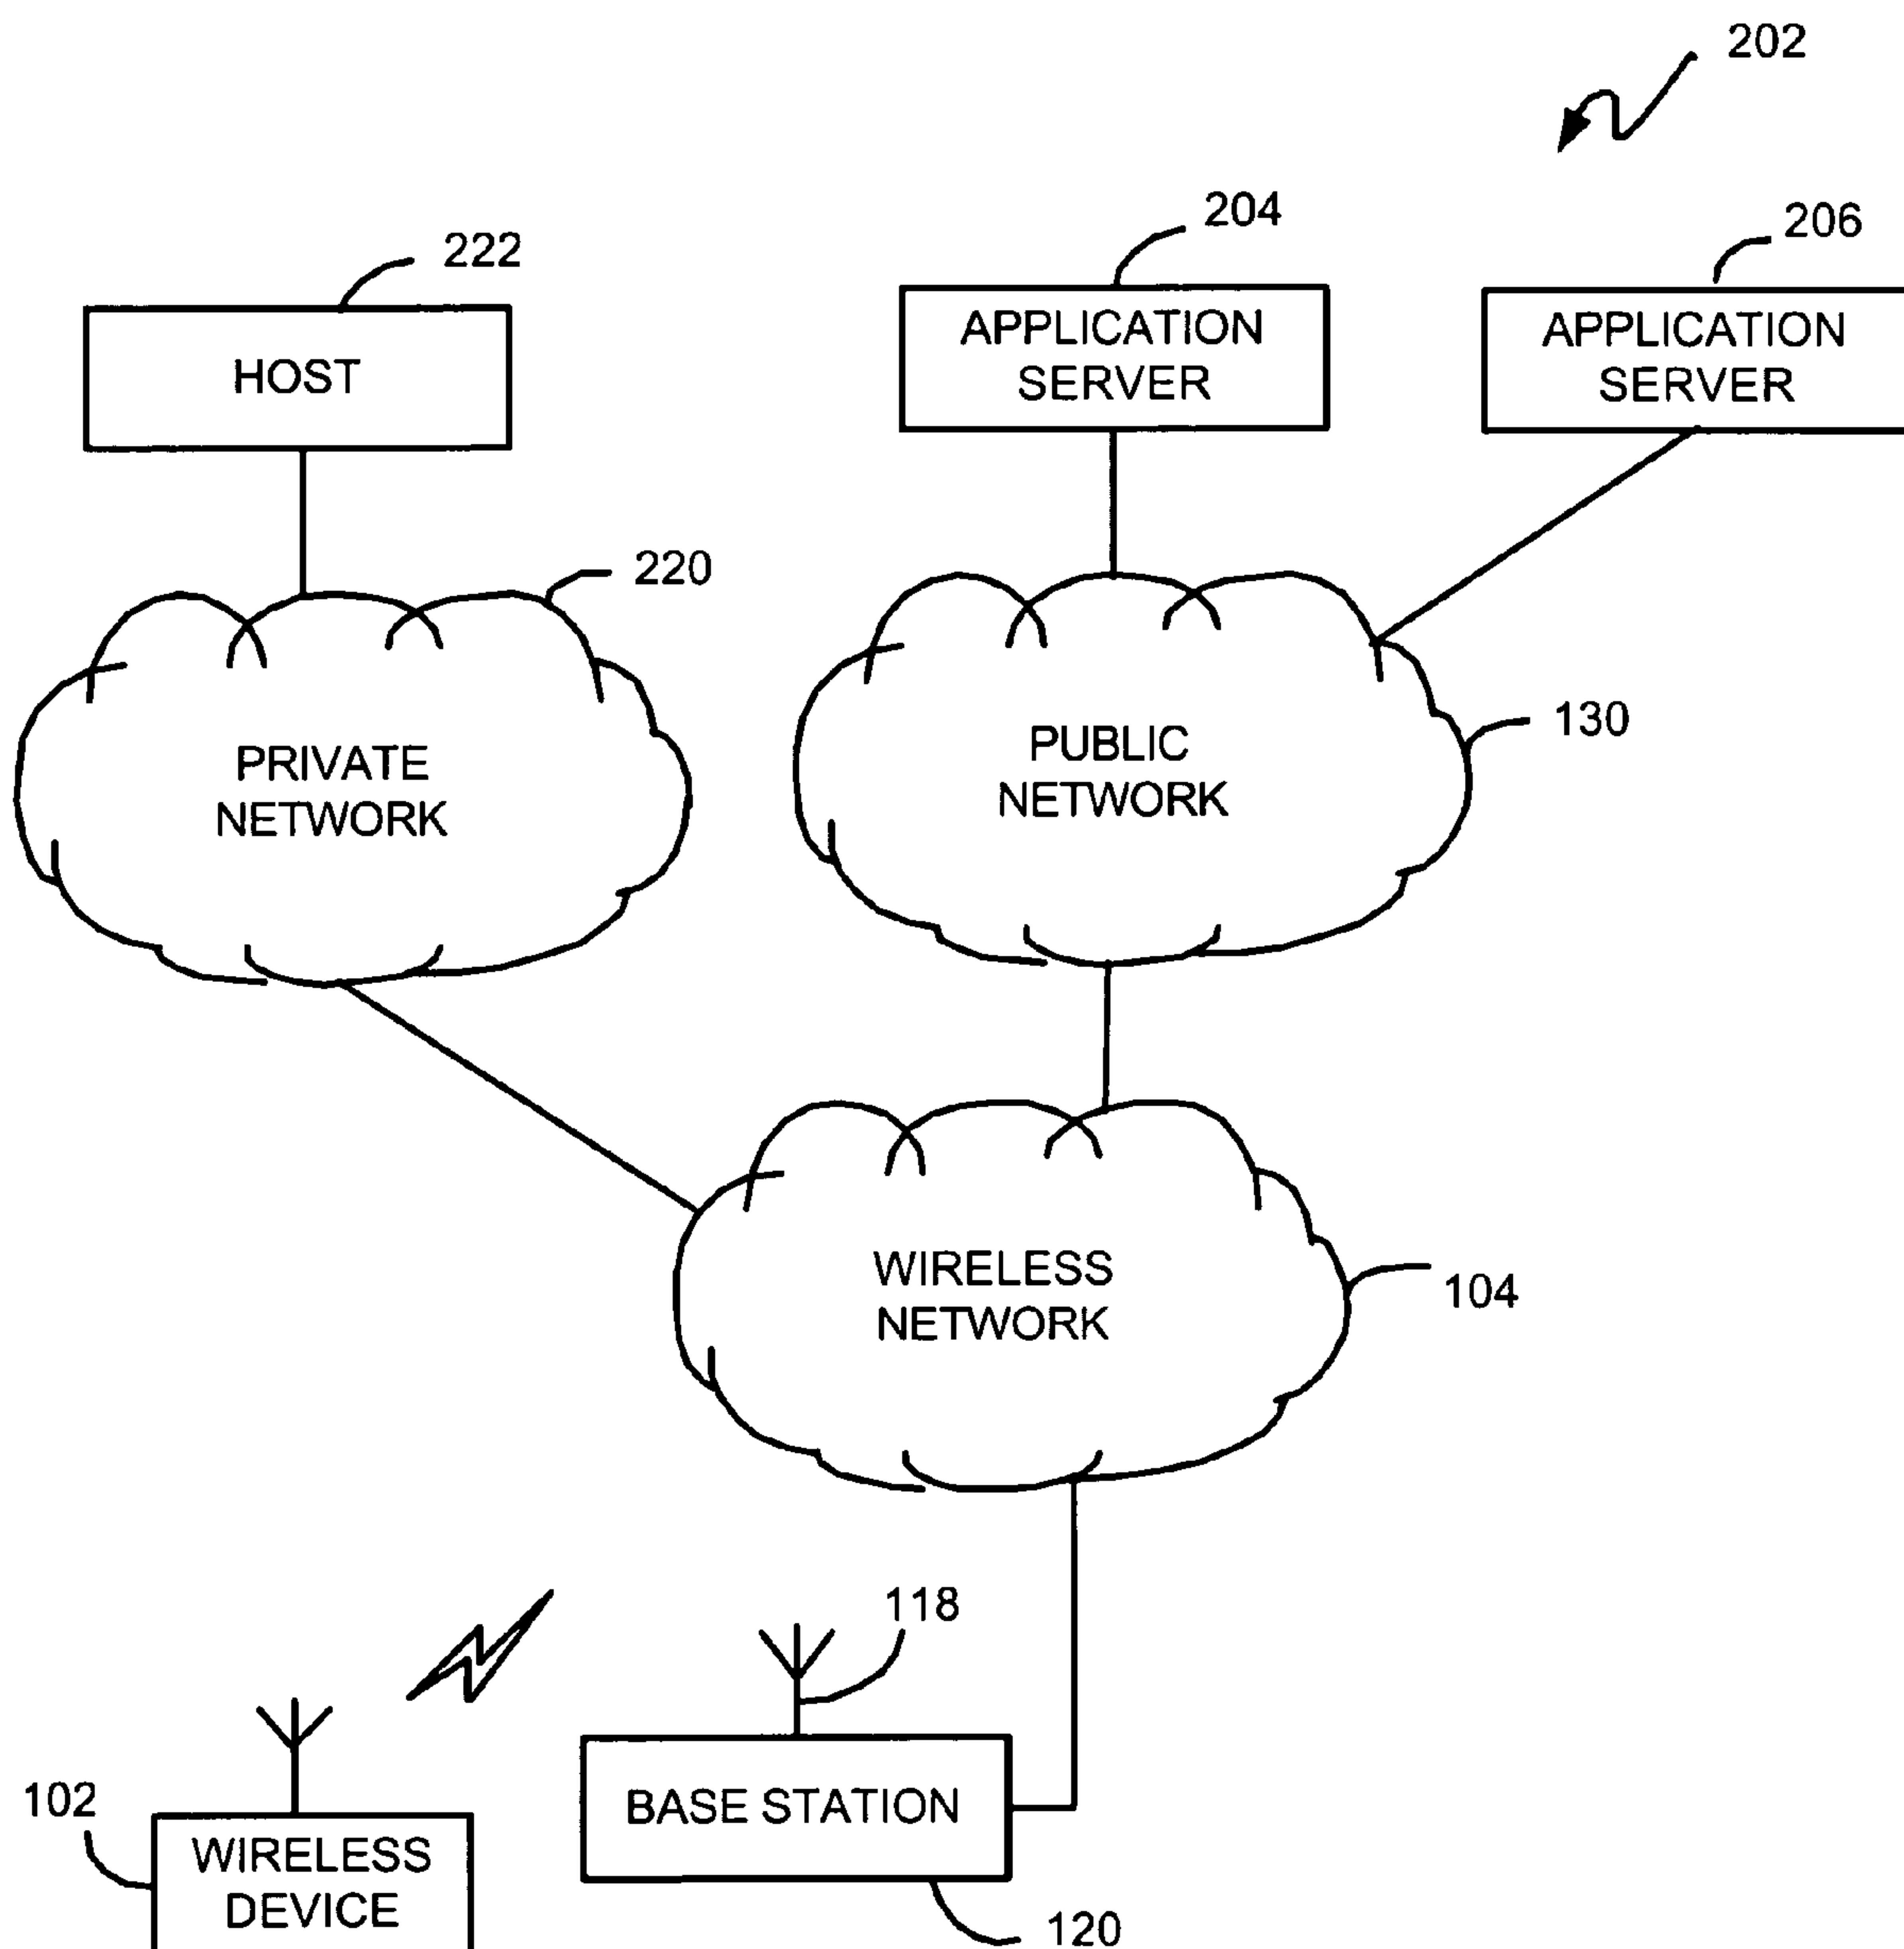 202
204
206
222
APPLICATION
SERVER
APPLICATION
SERVER
HOST
220
130
PRIVATE
NETWORK
PUBLIC
NETWORK
WIRELESS
NETWORK
104
118
102
BASE STATION
WIRELESS
DEVICE
120